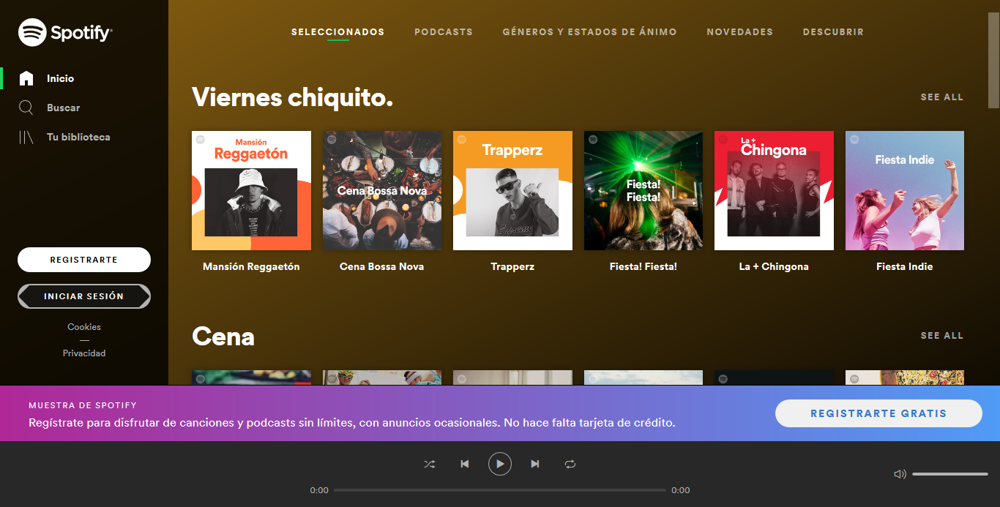 Spotify
Inicio
Buscar
Tu biblioteca
REGISTRARTE
INICIAR SESIÓN
Cookies
Privacidad
SELECCIONADOS PODCASTS GÉNEROS Y ESTADOS DE ÁNIMO NOVEDADES DESCUBRIR
Viernes chiquito.
SEE ALL
Mansión
Reggaetón
Cena Bossa Nova
Trapperz
Supreme
Fiesta!
Fiesta!
La +
Chingona
Fiesta Indie
Mansión Reggaetón
Cena Bossa Nova
Trapperz
Fiesta! Fiesta!
La + Chingona
Fiesta Indie
Cena
SEE ALL
MUESTRA DE SPOTIFY
Regístrate para disfrutar de canciones y podcasts sin límites, con anuncios ocasionales. No hace falta tarjeta de crédito.
REGISTRARTE GRATIS
0:00 0:00